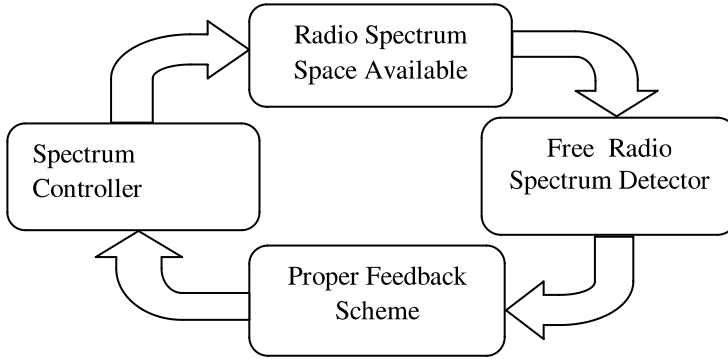 Radio Spectrum
Space Available
Free Radio
Spectrum Detector
Proper Feedback
Scheme
Spectrum
Controller